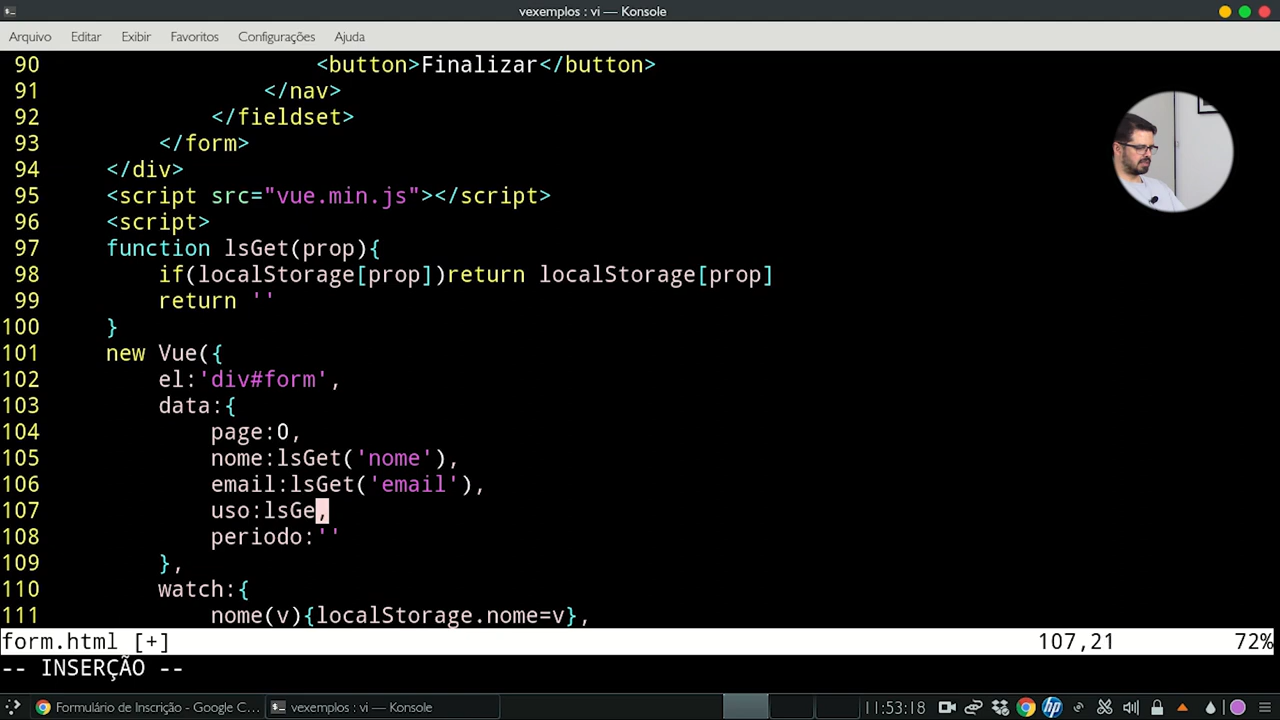 vexemplos : vi — Konsole
Arquivo Editar Exibir Favoritos Configurações Ajuda
90 <button>Finalizar</button>
91 </nav>
92 </fieldset>
93 </form>
94 </div>
95 <script src="vue.min.js"></script>
96 <script>
97 function lsGet(prop){
98 if(localStorage[prop])return localStorage[prop]
99 return ''
100 }
101 new Vue({
102 el:'div#form',
103 data:{
104 page:0,
105 nome:lsGet('nome'),
106 email:lsGet('email'),
107 uso:lsGe,
108 periodo:''
109 },
110 watch:{
111 nome(v){localStorage.nome=v},
form.html [+] 107,21 72%
-- INSERÇÃO --
Formulário de Inscrição - Google C... vexemplos : vi — Konsole 11:53:18